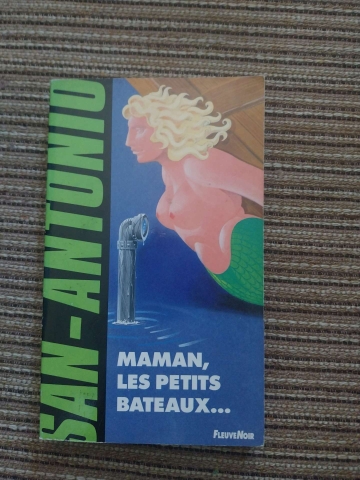 SAN-ANTONIO
MAMAN,
LES PETITS
BATEAUX...
FLEUVE NOIR